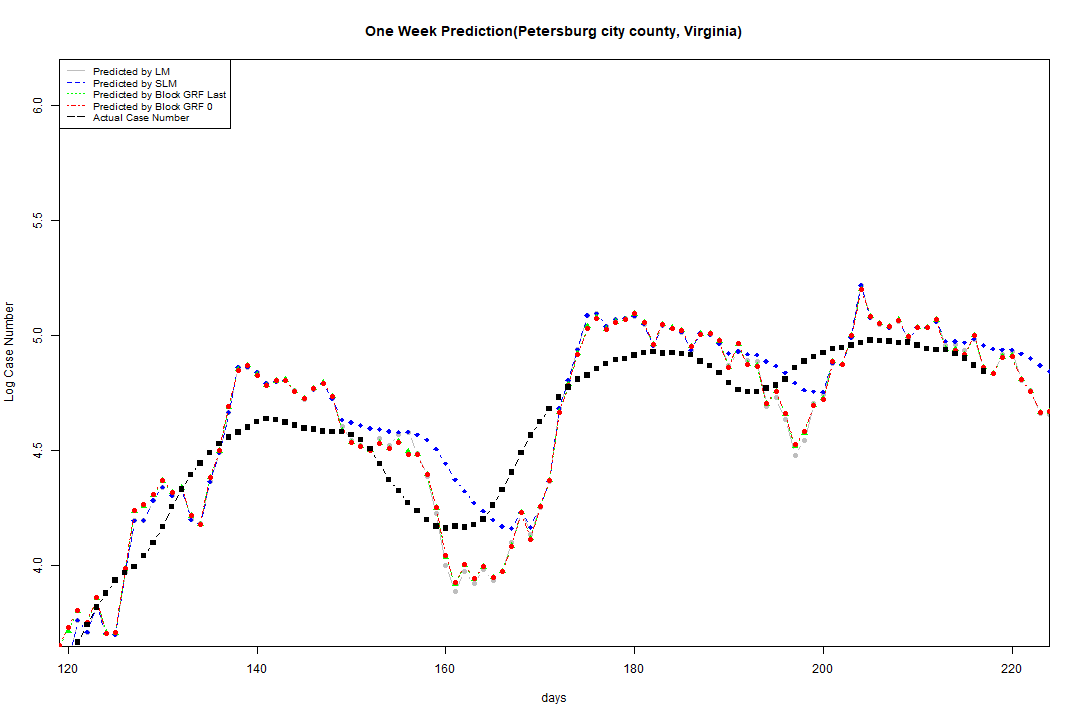 One Week Prediction(Petersburg city county, Virginia)
Predicted by LM
Predicted by SLM
Predicted by Block GRF Last
Predicted by Block GRF 0
Actual Case Number
Log Case Number
6.0
5.5
5.0
4.5
4.0
120 140 160 180 200 220
days